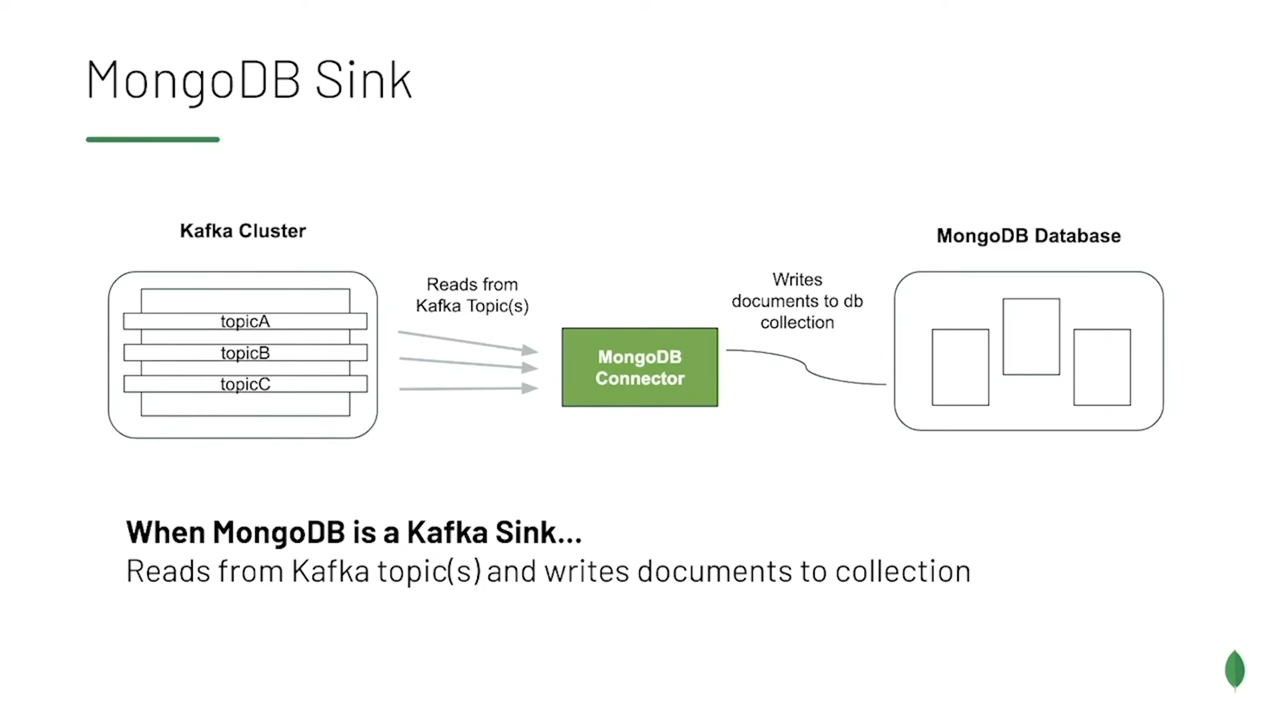 MongoDB Sink
Kafka Cluster
topicA
topicB
topicC
Reads from
Kafka Topic(s)
MongoDB
Connector
Writes
documents to db
collection
MongoDB Database
When MongoDB is a Kafka Sink...
Reads from Kafka topic(s) and writes documents to collection